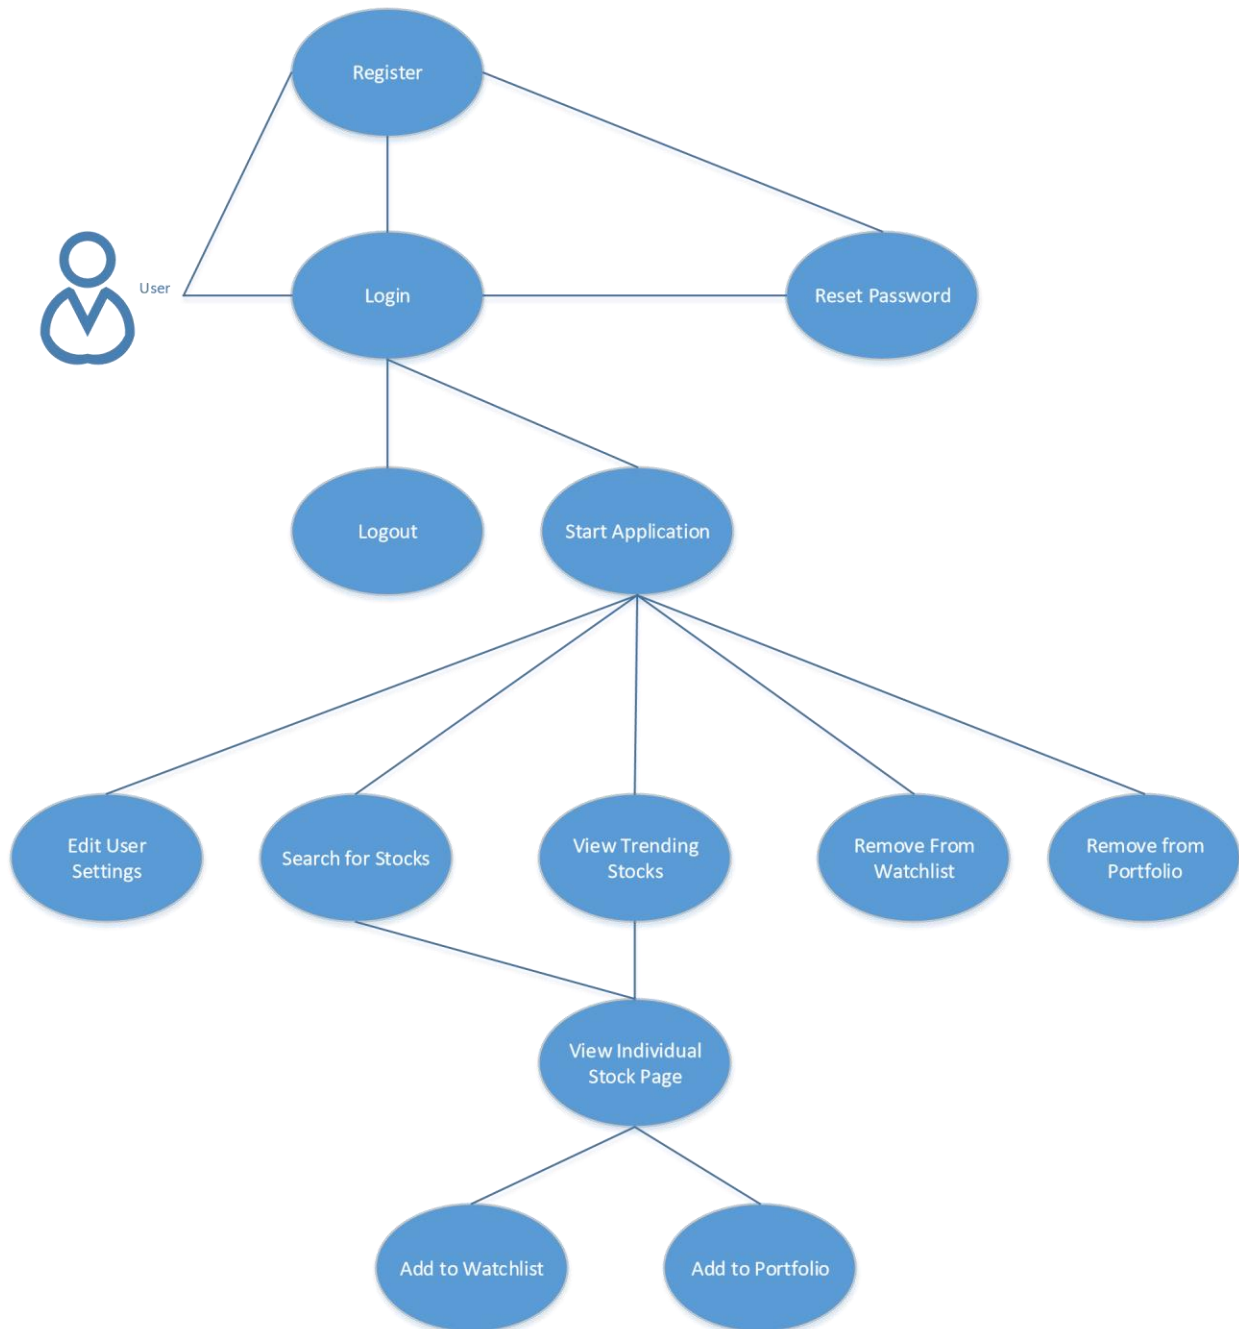 Register
User
Login
Reset Password
Logout
Start Application
Edit User
Settings
Search for Stocks
View Trending
Stocks
Remove From
Watchlist
Remove from
Portfolio
View Individual
Stock Page
Add to Watchlist
Add to Portfolio